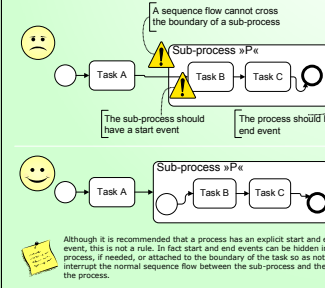 A sequence flow cannot cross
the boundary of a sub-process
Sub-process »P«
Task A
Task B
Task C
The sub-process should
have a start event
The process should
end event
Sub-process »P«
Task A
Task B
Task C
Although it is recommended that a process has an explicit start and
event, this is not a rule. In fact start and end events can be hidden
process, if needed, or attached to the boundary of the task so as not
interrupt the normal sequence flow between the sub-process and the
the process.